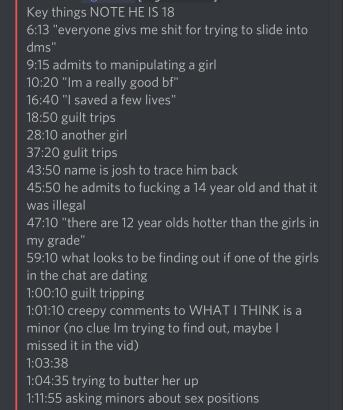 Key things NOTE HE IS 18
6:13 "everyone givs me shit for trying to slide into
dms"
9:15 admits to manipulating a girl
10:20 "Im a really good bf"
16:40 "I saved a few lives"
18:50 guilt trips
28:10 another girl
37:20 gulit trips
43:50 name is josh to trace him back
45:50 he admits to fucking a 14 year old and that it
was illegal
47:10 "there are 12 year olds hotter than the girls in
my grade"
59:10 what looks to be finding out if one of the girls
in the chat are dating
1:00:10 guilt tripping
1:01:10 creepy comments to WHAT I THINK is a
minor (no clue Im trying to find out, maybe I
missed it in the vid)
1:03:38
1:04:35 trying to butter her up
1:11:55 asking minors about sex positions